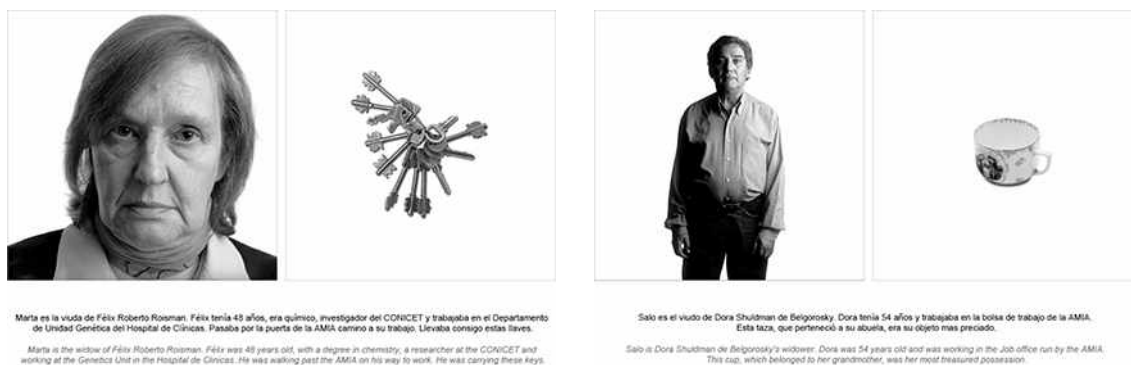 Marta es la viuda de Félix Roberto Roisman. Félix tenía 48 años, era químico, investigador del CONICET y trabajaba en el Departamento
de Unidad Genética del Hospital de Clínicas. Pasaba por la puerta de la AMIA camino a su trabajo. Llevaba consigo estas llaves.
Marta is the widow of Félix Roberto Roisman. Félix was 48 years old, with a degree in chemistry, a researcher at the CONICET and
working at the Genetics Unit in the Hospital de Clínicas. He was walking past the AMIA on his way to work. He was carrying these keys.
Salo es el viudo de Dora Shuldman de Belgorosky. Dora tenía 54 años y trabajaba en la bolsa de trabajo de la AMIA.
Esta taza, que perteneció a su abuela, era su objeto mas preciado.
Salo is Dora Shuldman de Belgorosky's widower. Dora was 54 years old and was working in the Job office run by the AMIA.
This cup, which belonged to her grandmother, was her most treasured possession.